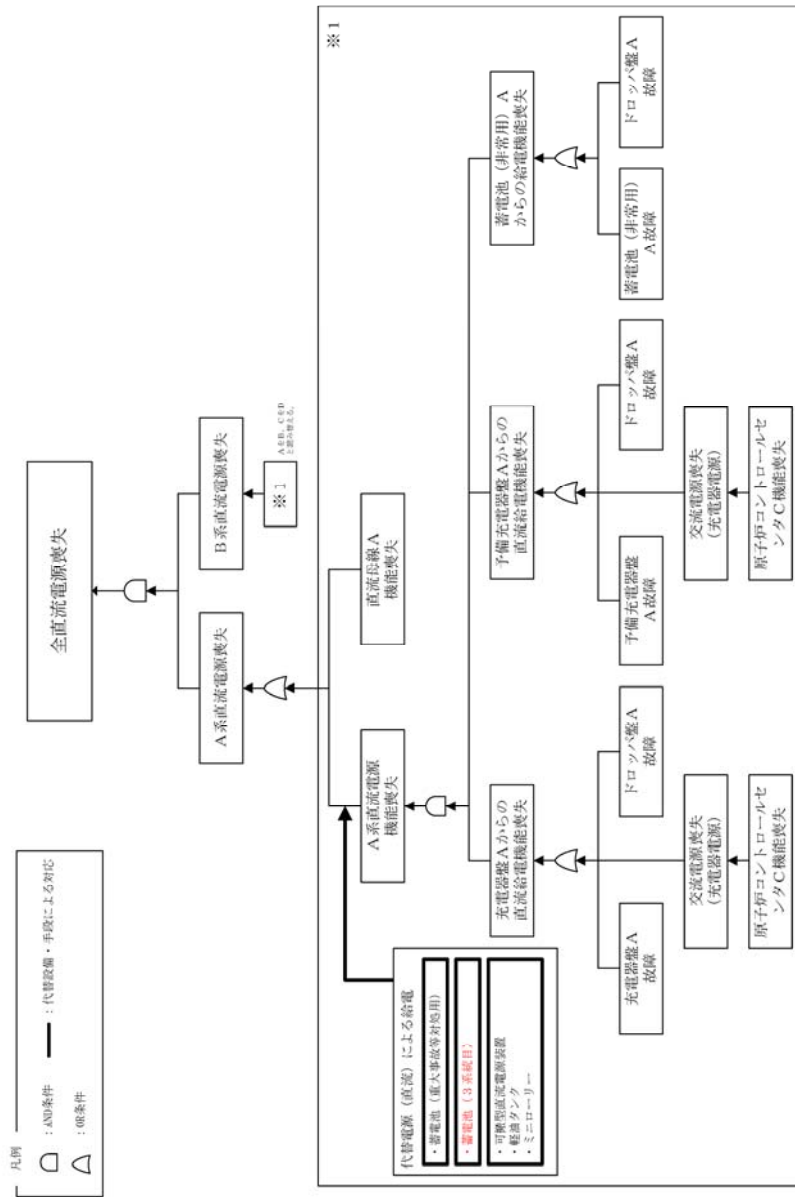 凡例
：AND条件
：代替設備・手段による対応
：OR条件
全直流電源喪失
A系直流電源喪失
B系直流電源喪失
※1
AをB、CをD
と読み替える。
※1
A系直流電源
機能喪失
直流母線A
機能喪失
代替電源（直流）による給電
・蓄電池（重大事故等対処用）
・蓄電池（3系統目）
・可搬型直流電源装置
・軽油タンク
・ミニローリー
充電器盤Aからの
直流給電機能喪失
予備充電器盤Aからの
直流給電機能喪失
蓄電池（非常用）A
からの給電機能喪失
充電器盤A
故障
ドロッパ盤A
故障
予備充電器盤
A故障
ドロッパ盤A
故障
蓄電池（非常用）
A故障
ドロッパ盤A
故障
交流電源喪失
(充電器電源)
交流電源喪失
(充電器電源)
原子炉コントロールセ
ンタC機能喪失
原子炉コントロールセ
ンタC機能喪失